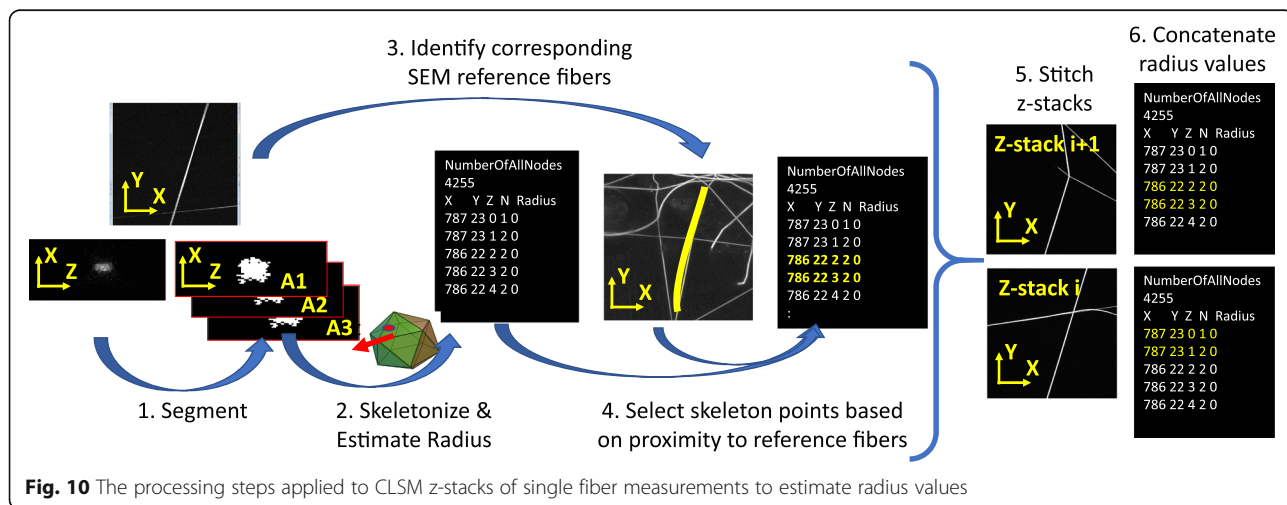 3. Identify corresponding
SEM reference fibers
Y
X
X
Z
X
Z
A1
A2
A3
1. Segment
2. Skeletonize &
Estimate Radius
NumberOfAllNodes
4255
X Y Z N Radius
787 23 0 1 0
787 23 1 2 0
786 22 2 2 0
786 22 3 2 0
786 22 4 2 0
Y
X
4. Select skeleton points based
on proximity to reference fibers
NumberOfAllNodes
4255
X Y Z N Radius
787 23 0 1 0
787 23 1 2 0
786 22 2 2 0
786 22 3 2 0
786 22 4 2 0
:
5. Stitch
z-stacks
Z-stack i+1
Y
X
Z-stack i
Y
X
6. Concatenate
radius values
NumberOfAllNodes
4255
X Y Z N Radius
787 23 0 1 0
787 23 1 2 0
786 22 2 2 0
786 22 3 2 0
786 22 4 2 0
NumberOfAllNodes
4255
X Y Z N Radius
787 23 0 1 0
787 23 1 2 0
786 22 2 2 0
786 22 3 2 0
786 22 4 2 0
Fig. 10 The processing steps applied to CLSM z-stacks of single fiber measurements to estimate radius values